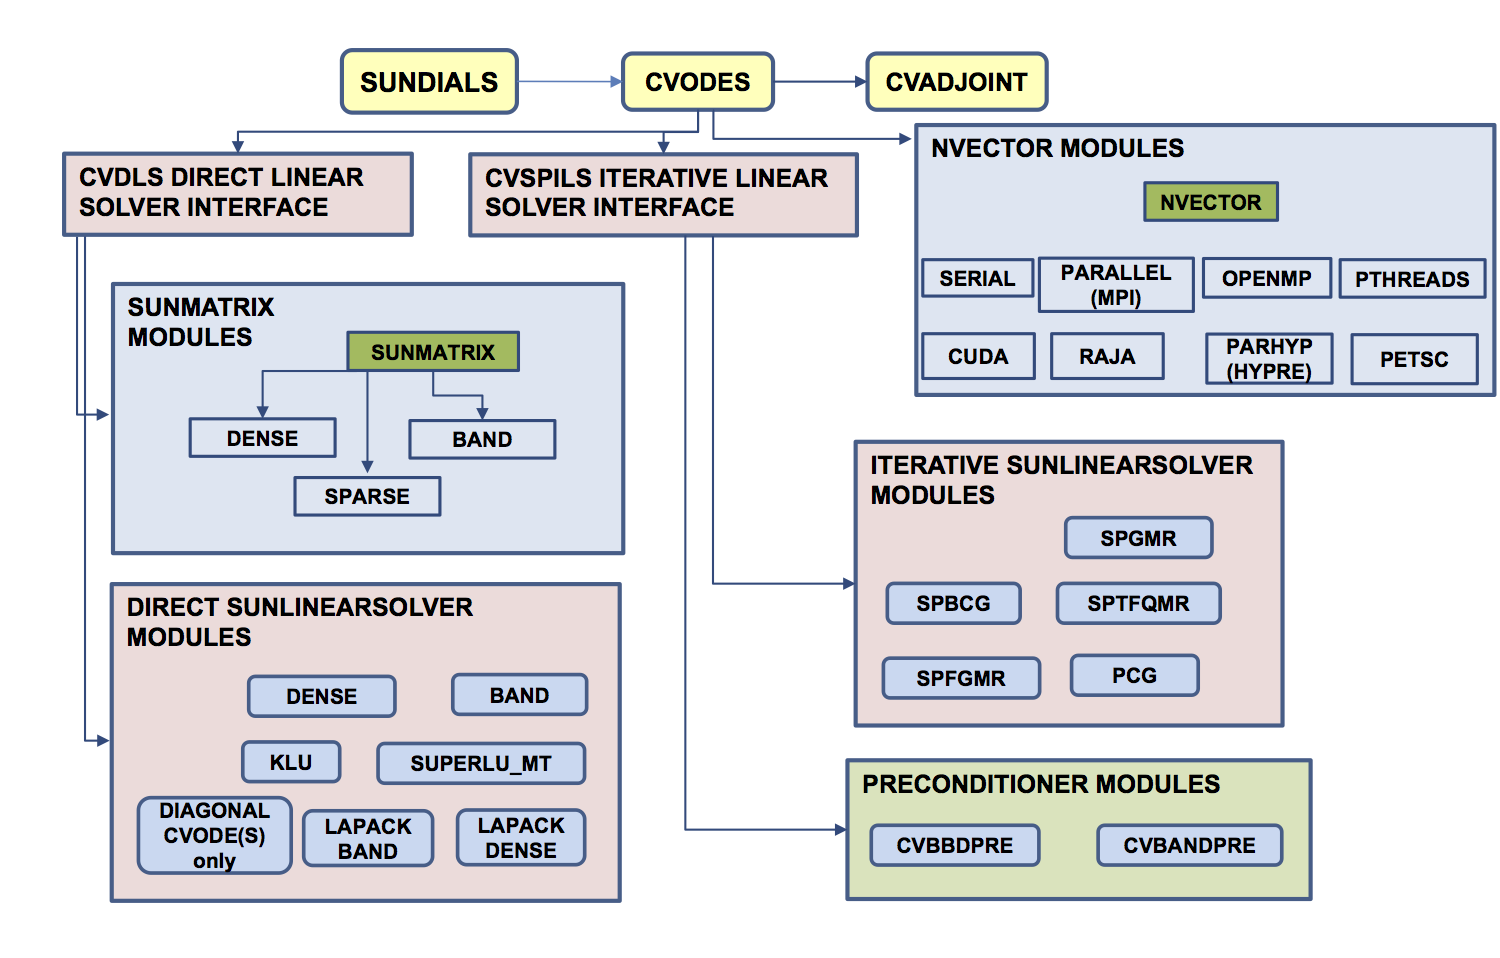 SUNDIALS
CVODES
CVADJOINT
CVDLS DIRECT LINEAR
SOLVER INTERFACE
CVSPILS ITERATIVE LINEAR
SOLVER INTERFACE
NVECTOR MODULES
NVECTOR
SERIAL
PARALLEL
(MPI)
OPENMP
PTHREADS
CUDA
RAJA
PARHYP
(HYPRE)
PETSC
SUNMATRIX
MODULES
SUNMATRIX
DENSE
BAND
SPARSE
DIRECT SUNLINEARSOLVER
MODULES
DENSE
BAND
KLU
SUPERLU_MT
DIAGONAL
CVODE(S)
only
LAPACK
BAND
LAPACK
DENSE
ITERATIVE SUNLINEARSOLVER
MODULES
SPGMR
SPBCG
SPTFQMR
SPFGMR
PCG
PRECONDITIONER MODULES
CVBBDPRE
CVBANDPRE